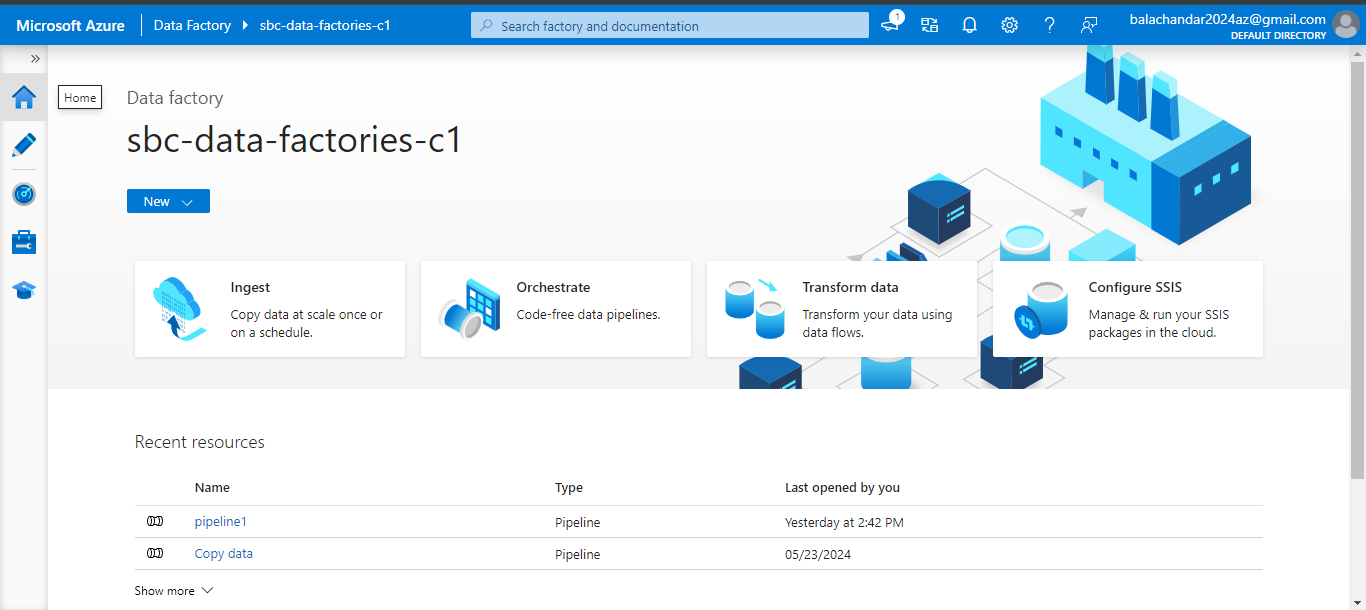 Microsoft Azure
Data Factory
sbc-data-factories-c1
Search factory and documentation
1
balachandar2024az@gmail.com
DEFAULT DIRECTORY
Home
Data factory
sbc-data-factories-c1
New
Ingest
Copy data at scale once or
on a schedule.
Orchestrate
Code-free data pipelines.
Transform data
Transform your data using
data flows.
Configure SSIS
Manage & run your SSIS
packages in the cloud.
Recent resources
Name Type Last opened by you
pipeline1 Pipeline Yesterday at 2:42 PM
Copy data Pipeline 05/23/2024
Show more